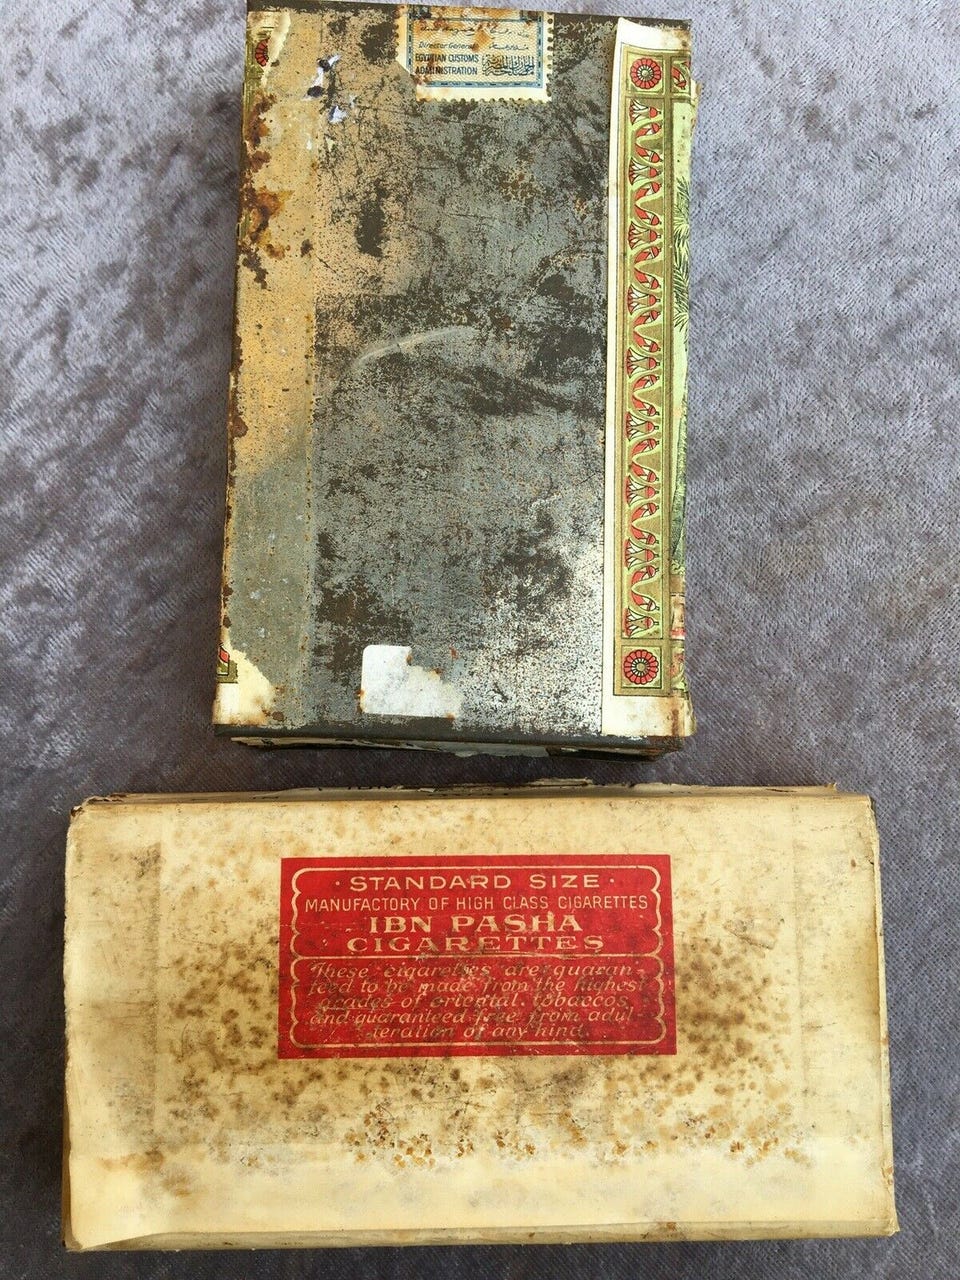 Director General
EGYPTIAN CUSTOMS
ADMINISTRATION
· STANDARD SIZE ·
MANUFACTORY OF HIGH CLASS CIGARETTES
IBN PASHA
CIGARETTES
These cigarettes are guaran-
teed to be made from the highest
grades of oriental tobaccos
and guaranteed free from adul-
teration of any kind.